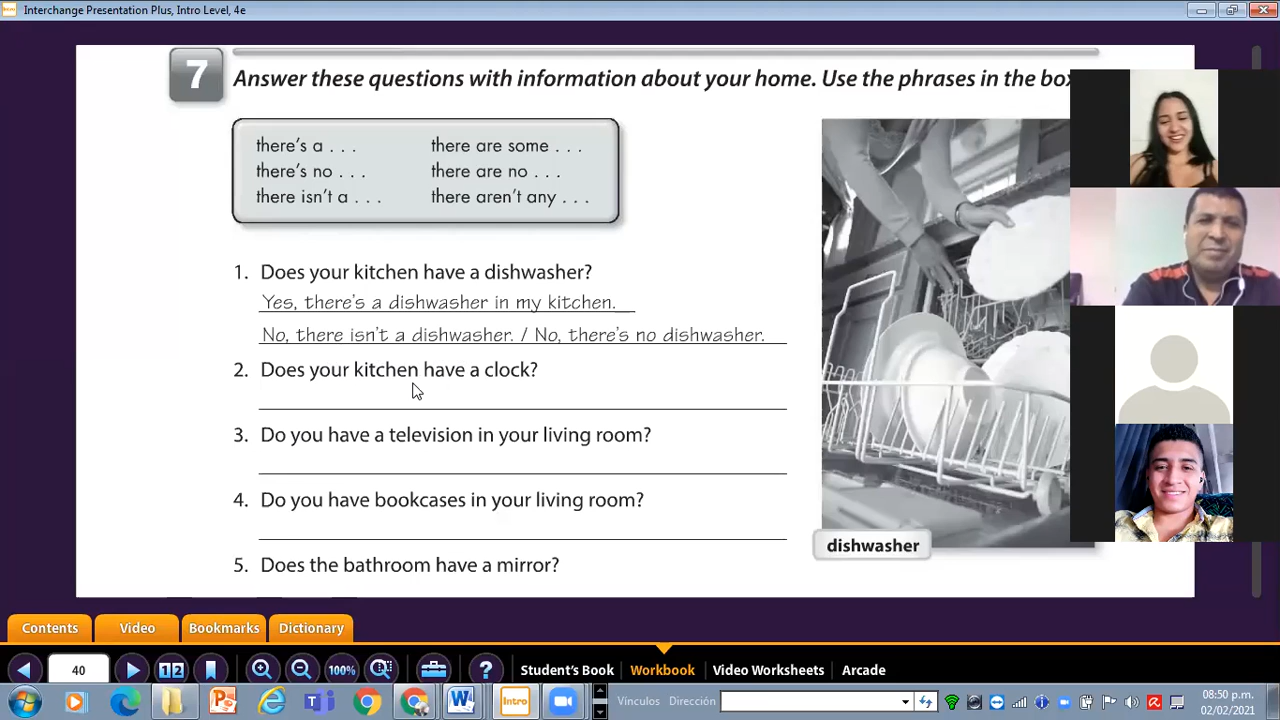 Interchange Presentation Plus, Intro Level, 4e
7 Answer these questions with information about your home. Use the phrases in the box
there's a . . . there are some . . .
there's no . . . there are no . . .
there isn't a . . . there aren't any . . .
1. Does your kitchen have a dishwasher?
Yes, there's a dishwasher in my kitchen.
No, there isn't a dishwasher. / No, there's no dishwasher.
2. Does your kitchen have a clock?
3. Do you have a television in your living room?
4. Do you have bookcases in your living room?
dishwasher
5. Does the bathroom have a mirror?
Contents Video Bookmarks Dictionary
40 12 100% ? Student's Book Workbook Video Worksheets Arcade
Intro Vínculos Dirección 08:50 p.m.
02/02/2021